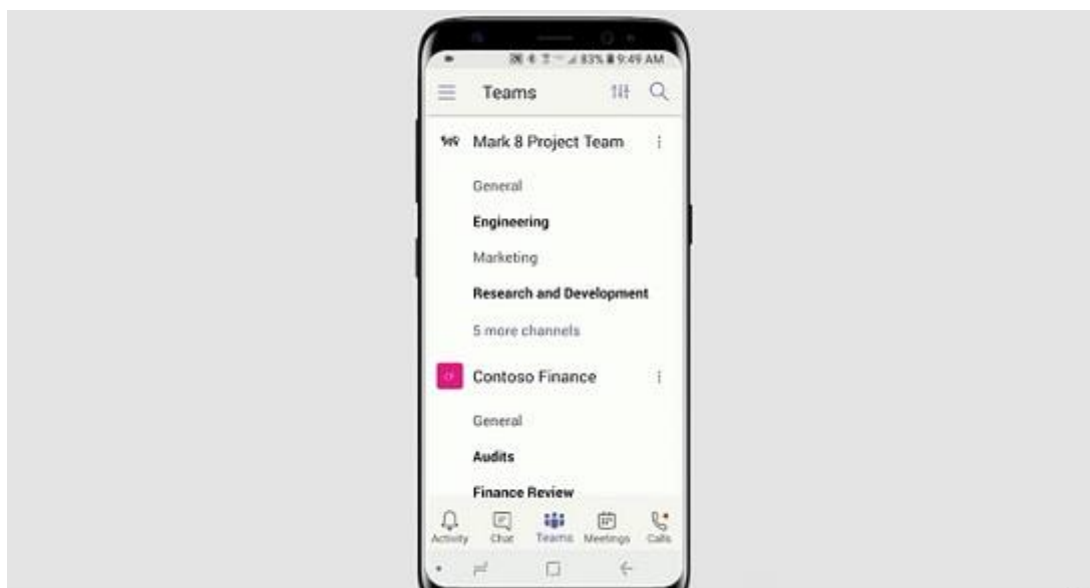 83% 9:49 AM
Teams
Mark 8 Project Team
General
Engineering
Marketing
Research and Development
5 more channels
Contoso Finance
General
Audits
Finance Review
Activity Chat Teams Meetings Calls